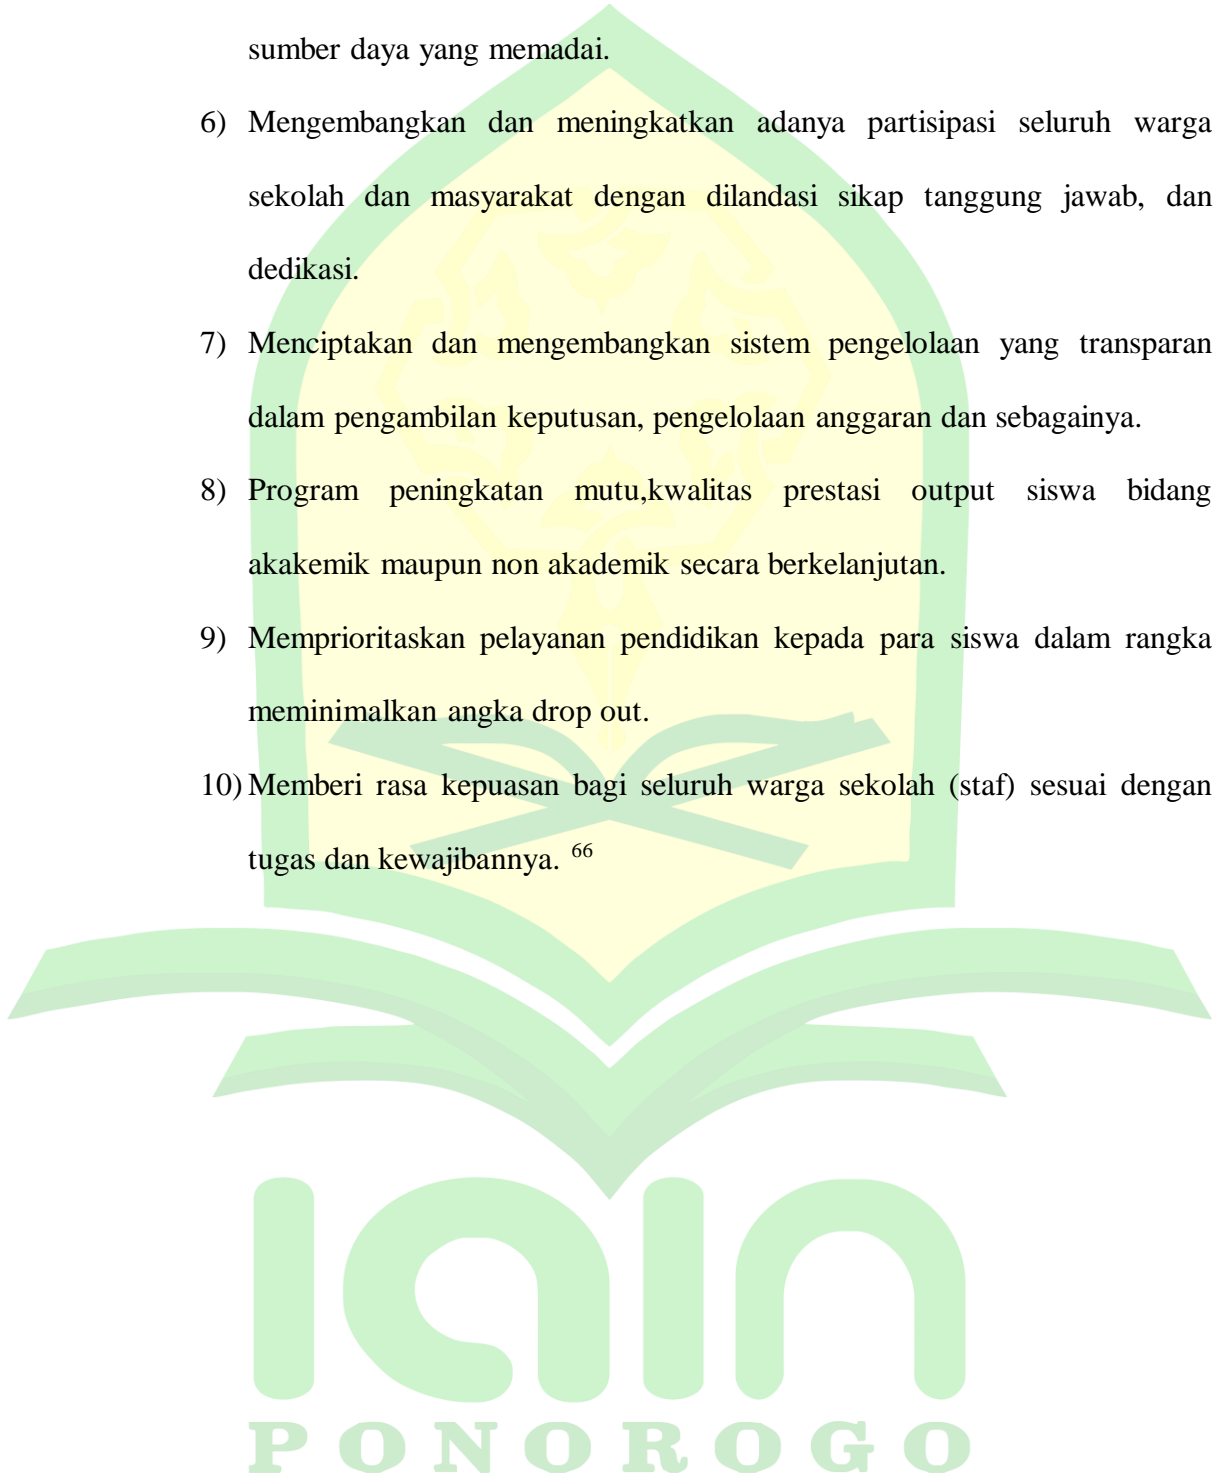 sumber daya yang memadai.
6) Mengembangkan dan meningkatkan adanya partisipasi seluruh warga
sekolah dan masyarakat dengan dilandasi sikap tanggung jawab, dan
dedikasi.
7) Menciptakan dan mengembangkan sistem pengelolaan yang transparan
dalam pengambilan keputusan, pengelolaan anggaran dan sebagainya.
8) Program peningkatan mutu,kwalitas prestasi output siswa bidang
akakemik maupun non akademik secara berkelanjutan.
9) Memprioritaskan pelayanan pendidikan kepada para siswa dalam rangka
meminimalkan angka drop out.
10) Memberi rasa kepuasan bagi seluruh warga sekolah (staf) sesuai dengan
tugas dan kewajibannya. 66
iain
PONOROGO